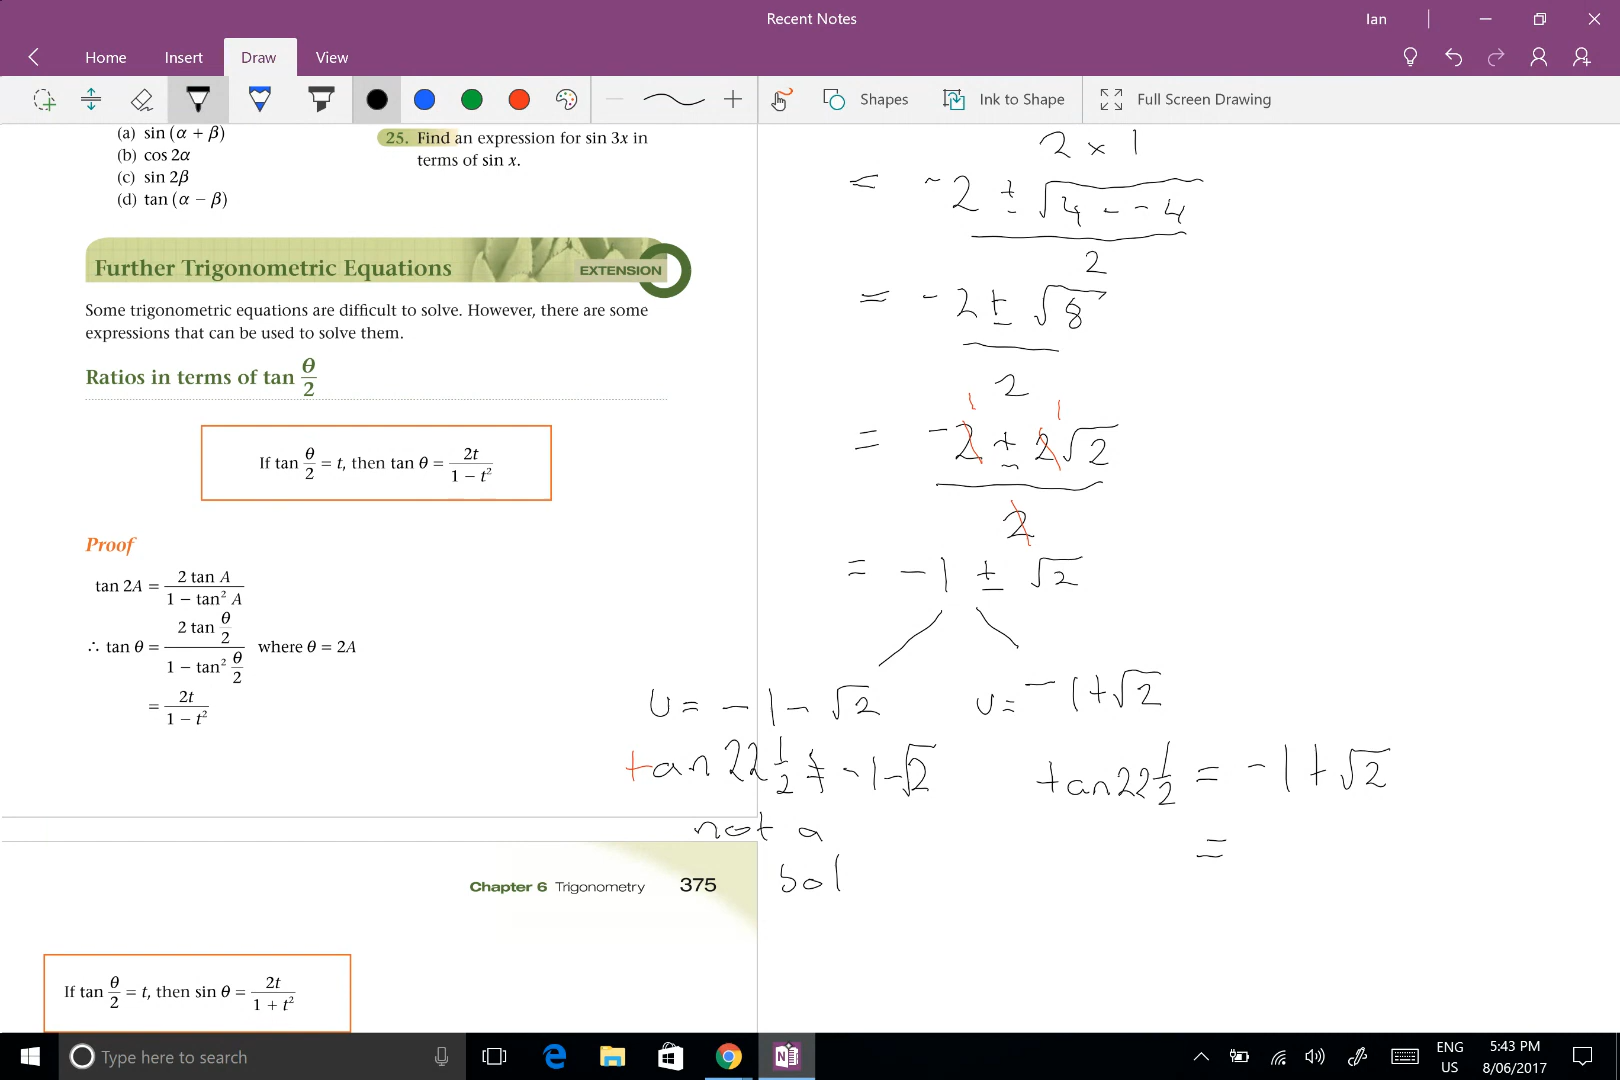 Recent Notes
Ian
Home Insert Draw View
Shapes Ink to Shape Full Screen Drawing
(a) sin (α + β)
(b) cos 2α
(c) sin 2β
(d) tan (α − β)
25. Find an expression for sin 3x in
terms of sin x.
Further Trigonometric Equations EXTENSION
Some trigonometric equations are difficult to solve. However, there are some
expressions that can be used to solve them.
Ratios in terms of tan θ/2
If tan θ/2 = t, then tan θ = 2t/(1 − t²)
Proof
tan 2A = 2 tan A/(1 − tan² A)
∴ tan θ = 2 tan θ/2 / (1 − tan² θ/2) where θ = 2A
= 2t/(1 − t²)
Chapter 6 Trigonometry 375
If tan θ/2 = t, then sin θ = 2t/(1 + t²)
2 × 1
= -2 ± √4 - -4
2
= -2 ± √8
2
1 1
= -2 ± 2√2
2
= -1 ± √2
U = -1 - √2 U = -1 + √2
tan 22 1/2 ≠ -1 - √2 tan 22 1/2 = -1 + √2
not a =
sol
Type here to search
ENG
US
5:43 PM
8/06/2017